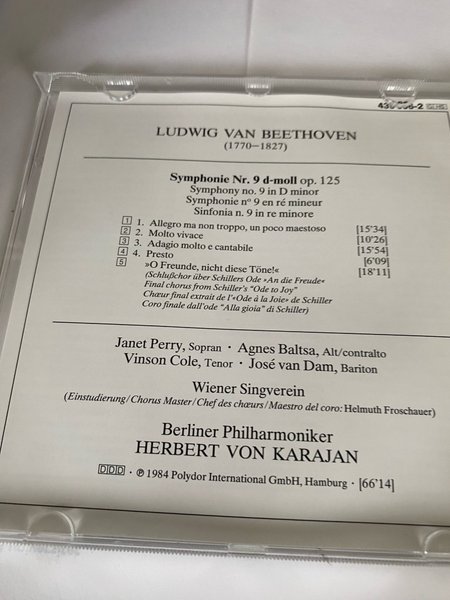 LUDWIG VAN BEETHOVEN
(1770–1827)
Symphonie Nr. 9 d-moll op. 125
Symphony no. 9 in D minor
Symphonie nº 9 en ré mineur
Sinfonia n. 9 in re minore
1 1. Allegro ma non troppo, un poco maestoso [15'34]
2 2. Molto vivace [10'26]
3 3. Adagio molto e cantabile [15'54]
4 4. Presto [6'09]
5 »O Freunde, nicht diese Töne!« [18'11]
(Schlußchor über Schillers Ode »An die Freude«
Final chorus from Schiller's "Ode to Joy"
Chœur final extrait de l'«Ode à la Joie» de Schiller
Coro finale dall'ode "Alla gioia" di Schiller)
Janet Perry, Sopran · Agnes Baltsa, Alt/contralto
Vinson Cole, Tenor · José van Dam, Bariton
Wiener Singverein
(Einstudierung/Chorus Master/Chef des chœurs/Maestro del coro: Helmuth Froschauer)
Berliner Philharmoniker
HERBERT VON KARAJAN
DDD · ℗ 1984 Polydor International GmbH, Hamburg · [66'14]